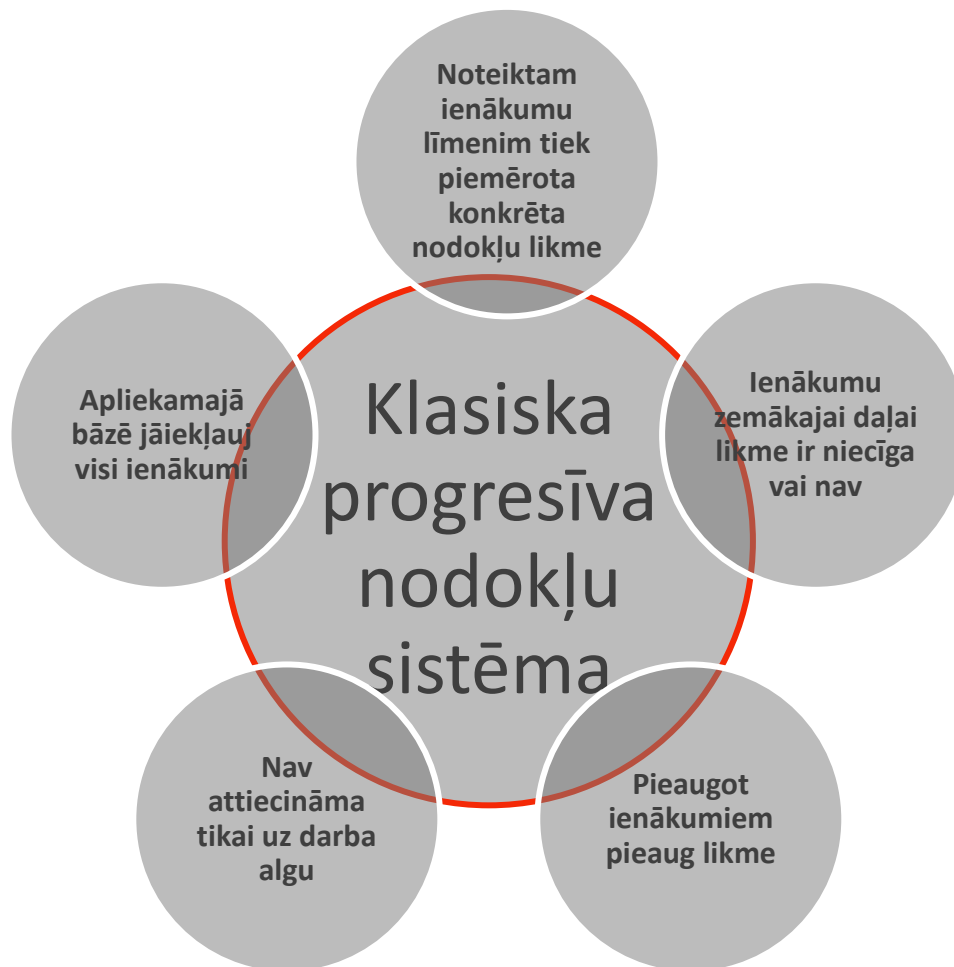 Noteiktam
ienākumu
līmenim tiek
piemērota
konkrēta
nodokļu likme
Ienākumu
zemākajai daļai
likme ir niecīga
vai nav
Pieaugot
ienākumiem
pieaug likme
Nav
attiecināma
tikai uz darba
algu
Apliekamajā
bāzē jāiekļauj
visi ienākumi
Klasiska
progresīva
nodokļu
sistēma